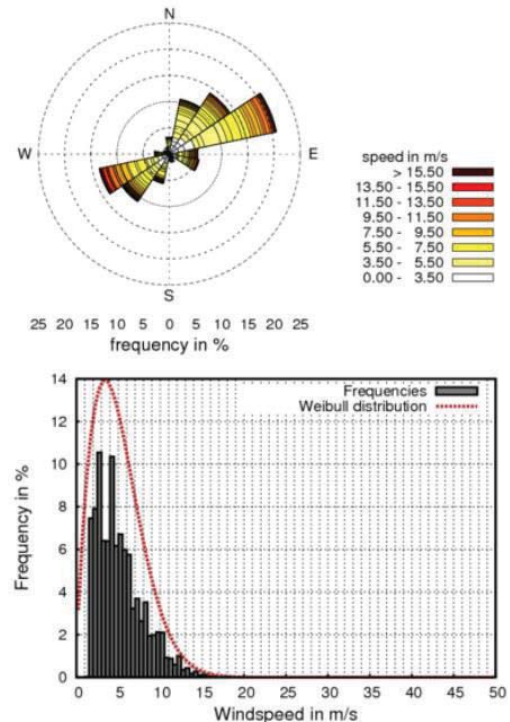 N
W
E
S
speed in m/s
> 15.50
13.50 - 15.50
11.50 - 13.50
9.50 - 11.50
7.50 - 9.50
5.50 - 7.50
3.50 - 5.50
0.00 - 3.50
25 20 15 10 5 0 5 10 15 20 25
frequency in %
14
12
10
8
6
4
2
0
Frequency in %
Frequencies
Weibull distribution
0 5 10 15 20 25 30 35 40 45 50
Windspeed in m/s